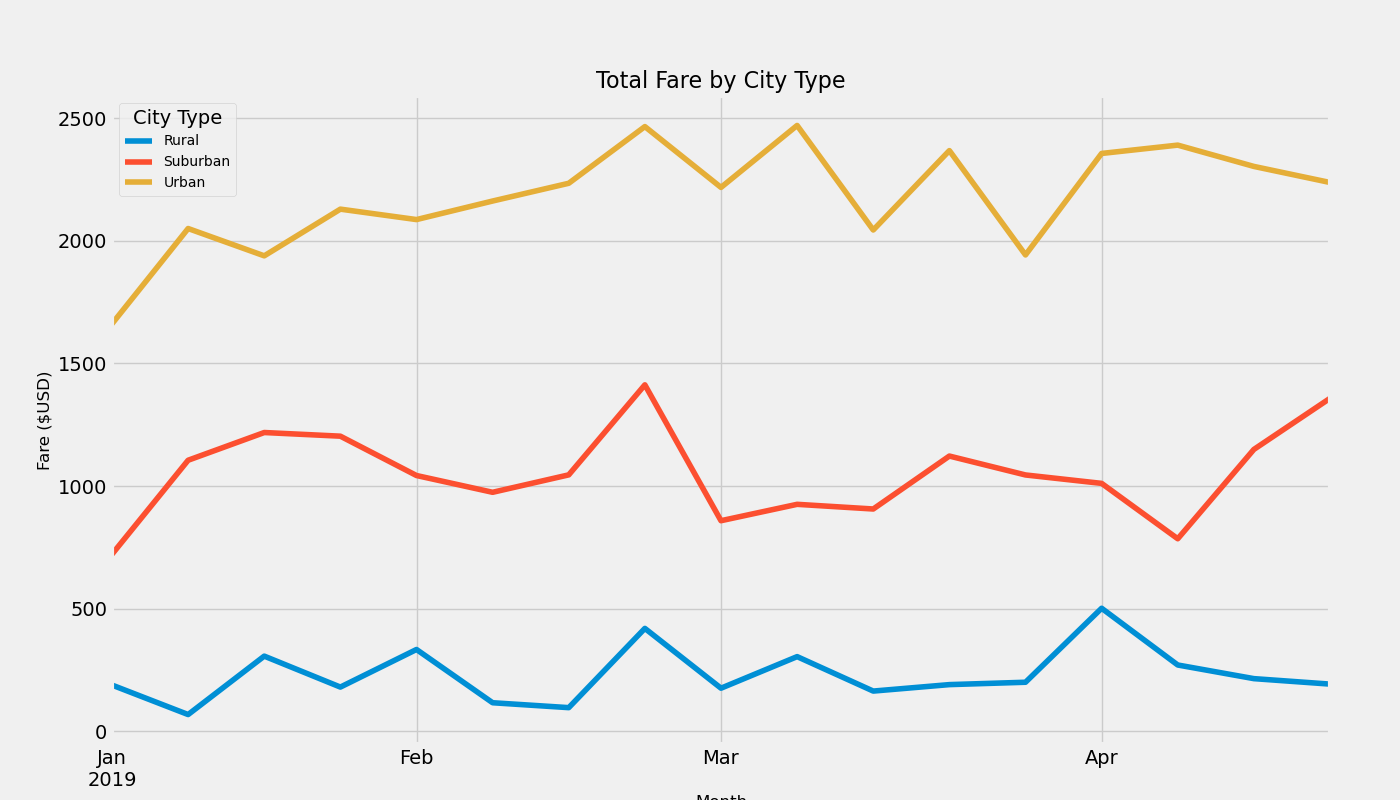 Total Fare by City Type
City Type
Rural
Suburban
Urban
Fare ($USD)
2500
2000
1500
1000
500
0
Jan
2019
Feb
Mar
Apr
Month